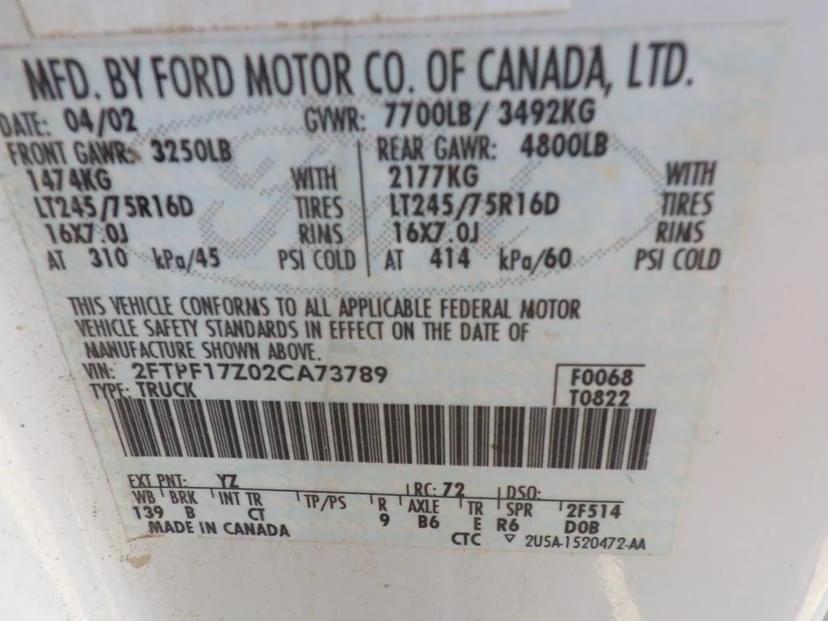 MFD. BY FORD MOTOR CO. OF CANADA, LTD.
DATE: 04/02 GVWR: 7700LB/ 3492KG
FRONT GAWR: 3250LB REAR GAWR: 4800LB
1474KG WITH 2177KG WITH
LT245/75R16D TIRES LT245/75R16D TIRES
16X7.0J RIMS 16X7.0J RIMS
AT 310 kPa/45 PSI COLD AT 414 kPa/60 PSI COLD
THIS VEHICLE CONFORMS TO ALL APPLICABLE FEDERAL MOTOR
VEHICLE SAFETY STANDARDS IN EFFECT ON THE DATE OF
MANUFACTURE SHOWN ABOVE.
VIN: 2FTPF17Z02CA73789 F0068
TYPE: TRUCK T0822
EXT PNT: YZ RC: 72 DSO:
WB BRK INT TR TP/PS R AXLE TR SPR 2F514
139 B CT 9 B6 E R6 D0B
MADE IN CANADA CTC ▽ 2U5A-1520472-AA